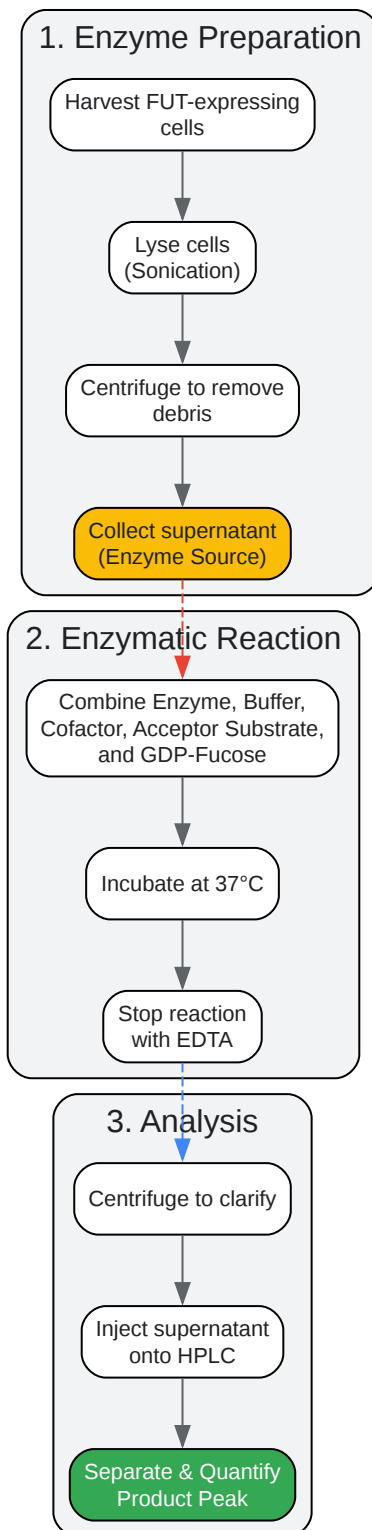 1. Enzyme Preparation
Harvest FUT-expressing
cells
Lyse cells
(Sonication)
Centrifuge to remove
debris
Collect supernatant
(Enzyme Source)
2. Enzymatic Reaction
Combine Enzyme, Buffer,
Cofactor, Acceptor Substrate,
and GDP-Fucose
Incubate at 37°C
Stop reaction
with EDTA
3. Analysis
Centrifuge to clarify
Inject supernatant
onto HPLC
Separate & Quantify
Product Peak